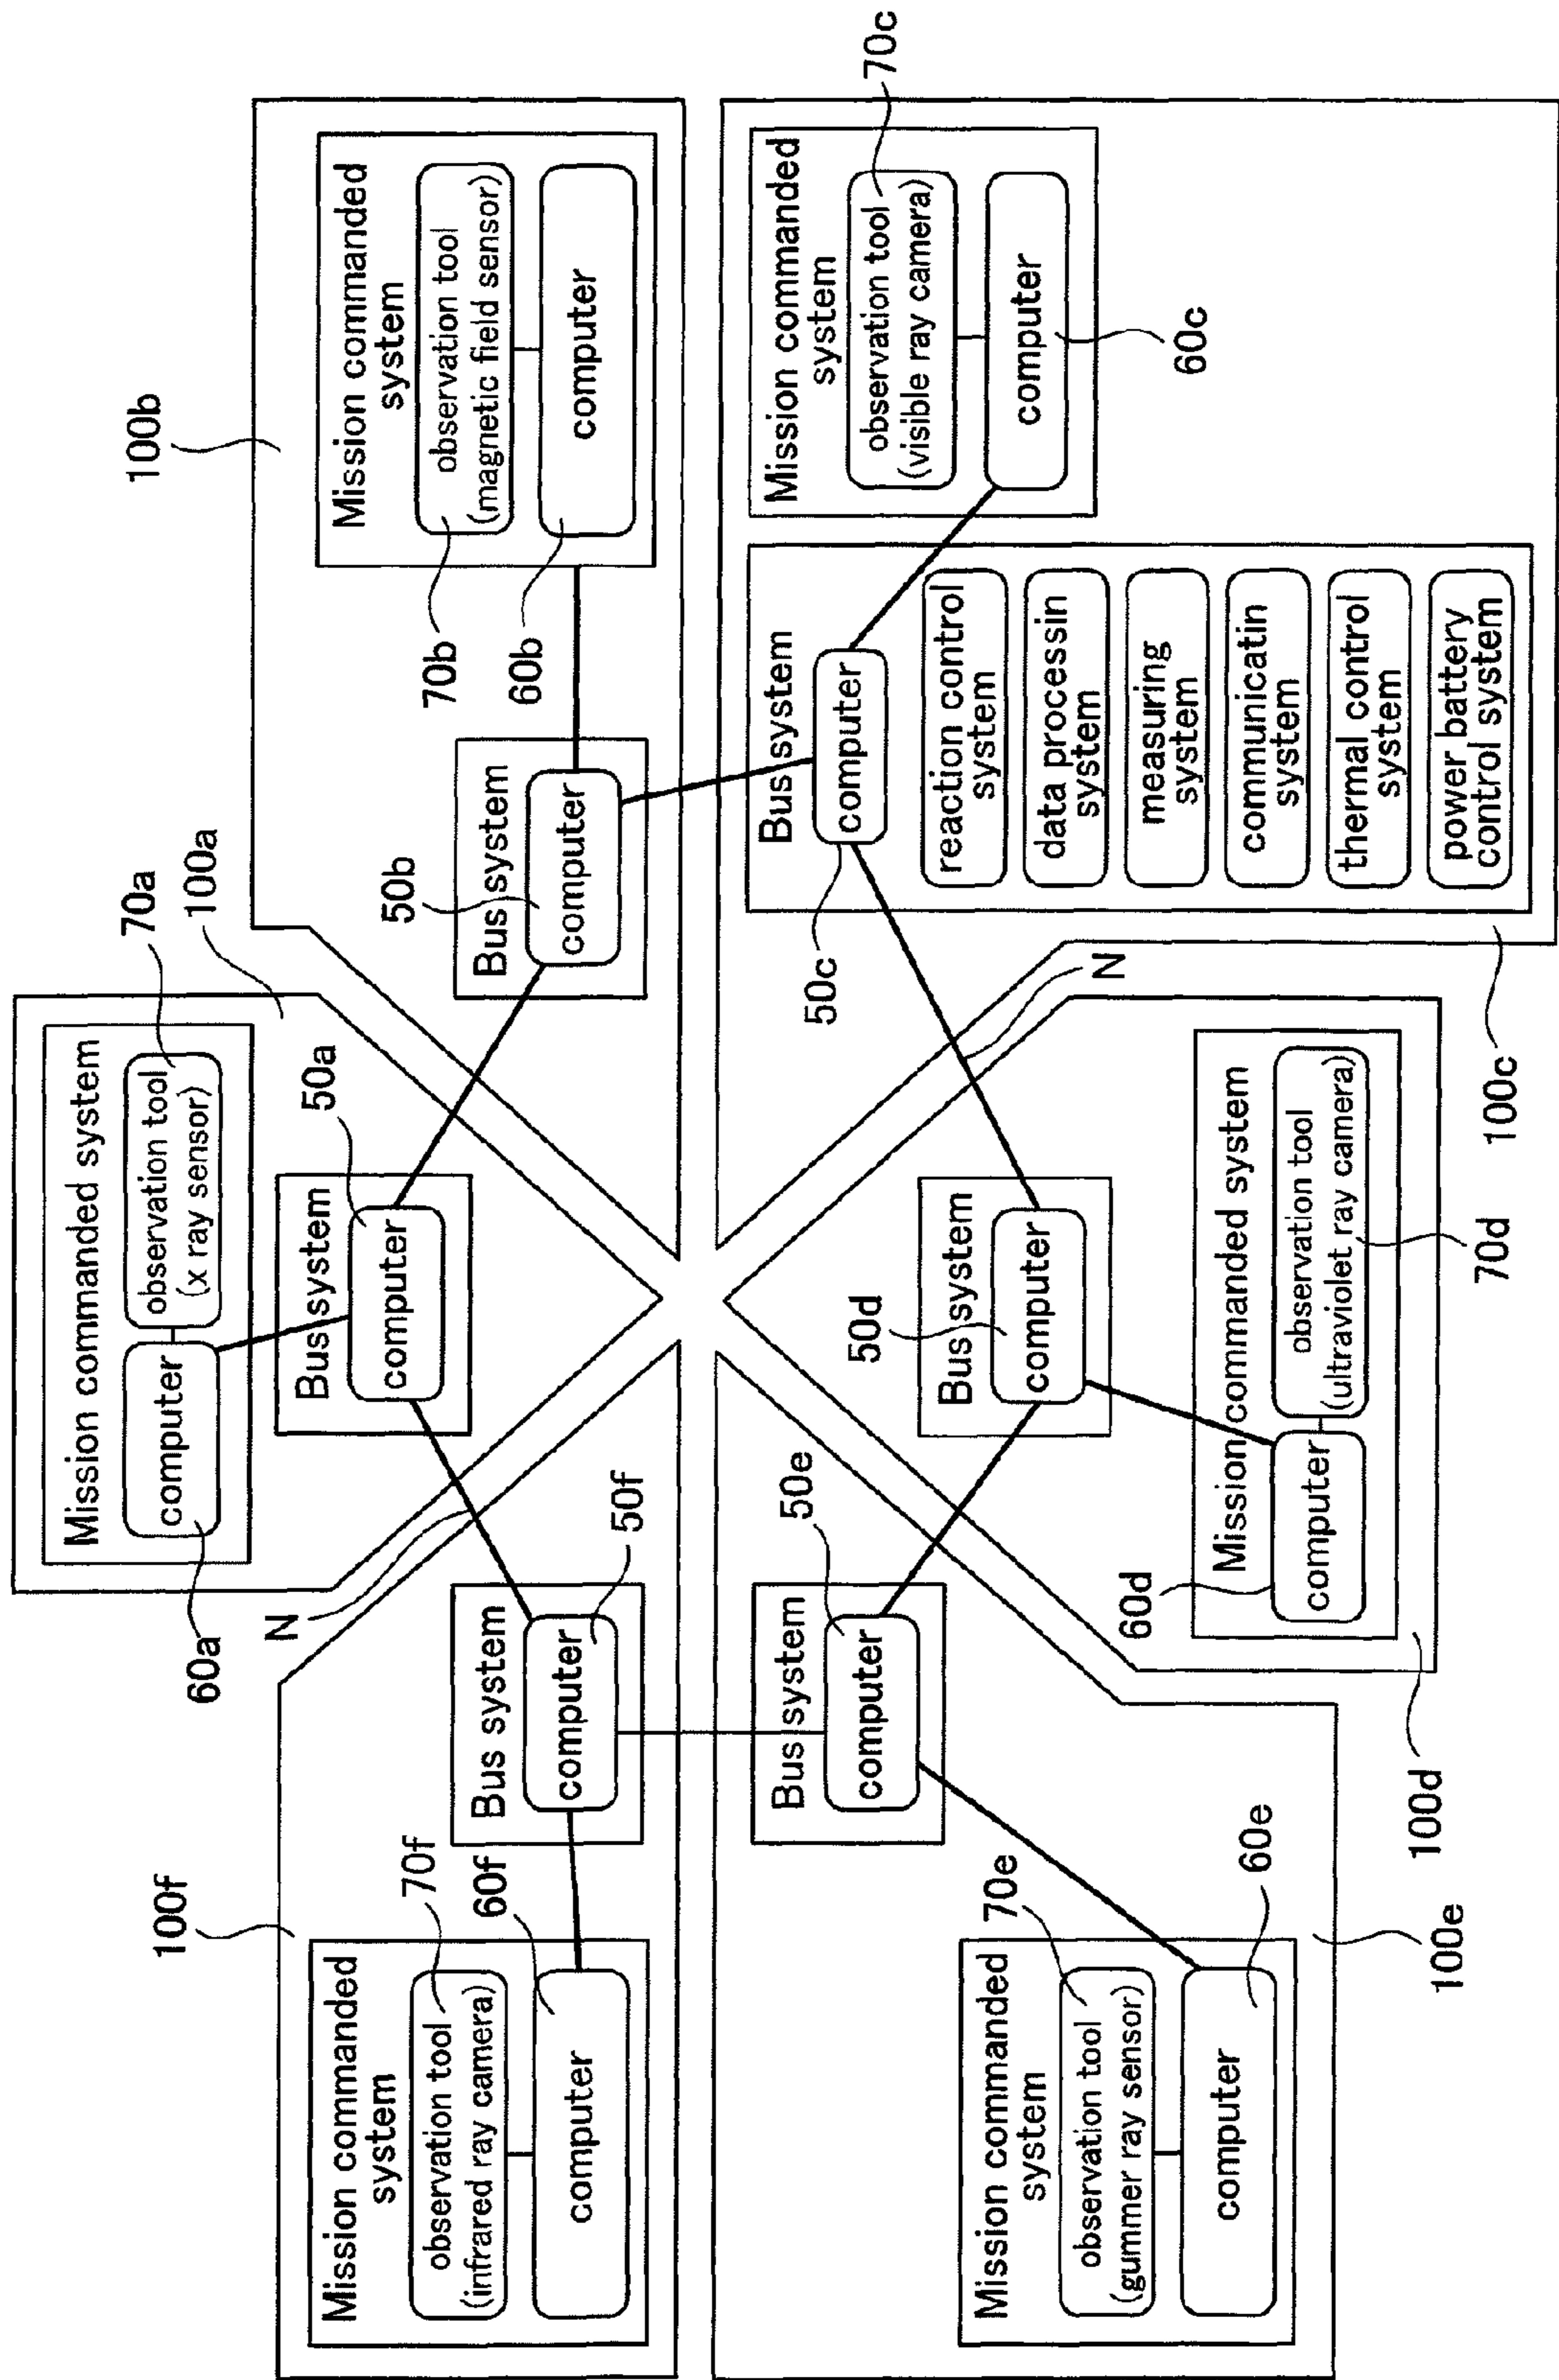 100f
Mission commanded
system
observation tool
(infrared ray camera)
70f
60f
computer
Bus system
computer
50f
N
Mission commanded system
computer
60a
observation tool
(x ray sensor)
70a
100a
Bus system
computer
50a
100b
Mission commanded
system
observation tool
(magnetic field sensor)
70b
computer
60b
Bus system
computer
50b
Mission commanded
system
observation tool
(gummer ray sensor)
70e
computer
60e
100e
Bus system
computer
50e
Bus system
computer
50d
Mission commanded system
computer
60d
observation tool
(ultraviolet ray camera)
70d
100d
N
Bus system
computer
50c
reaction control
system
data processin
system
measuring
system
communicatin
system
thermal control
system
power battery
control system
100c
Mission commanded
system
observation tool
(visible ray camera)
70c
computer
60c